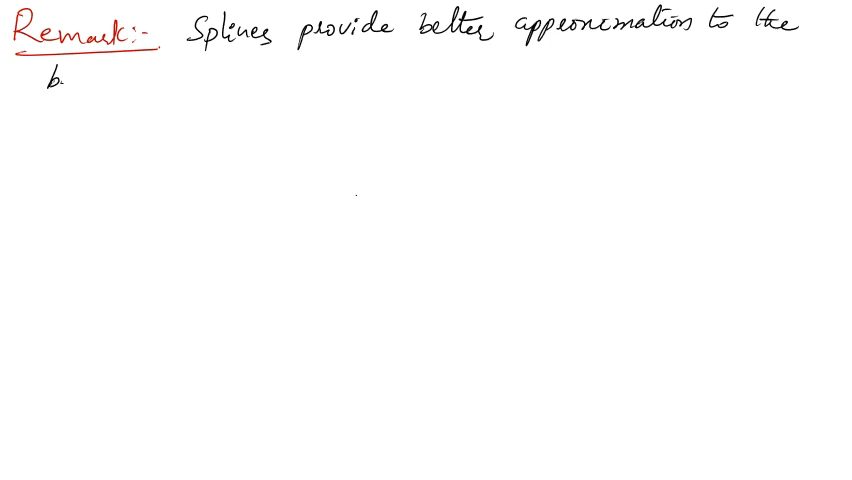 Remark:- Splines provide better approximation to the
b